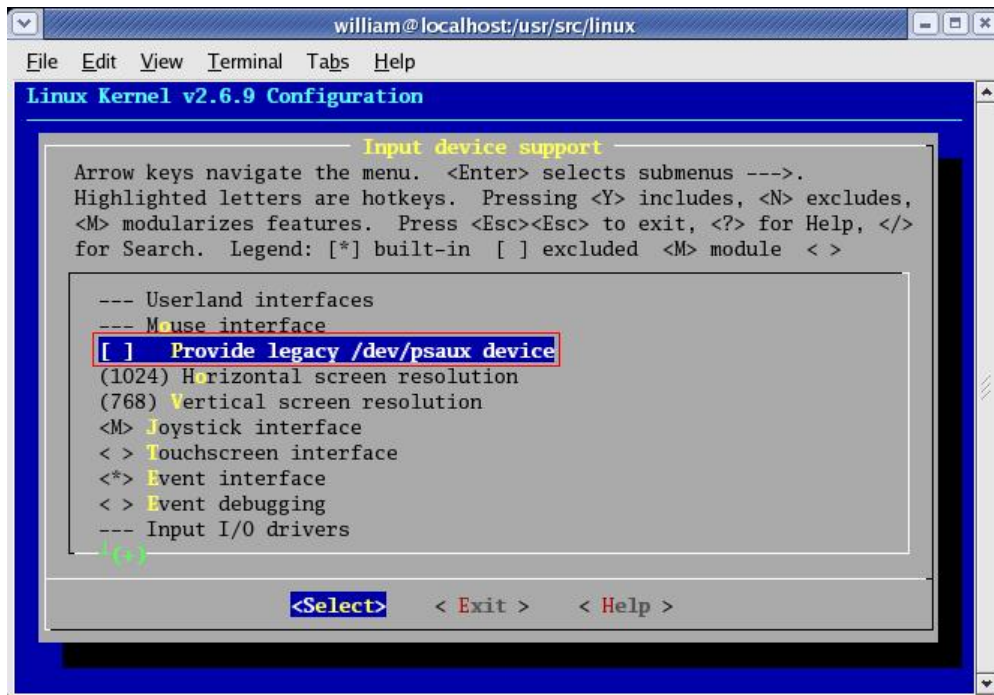 william@localhost:/usr/src/linux
File Edit View Terminal Tabs Help
Linux Kernel v2.6.9 Configuration
Input device support
Arrow keys navigate the menu. <Enter> selects submenus --->.
Highlighted letters are hotkeys. Pressing <Y> includes, <N> excludes,
<M> modularizes features. Press <Esc><Esc> to exit, <?> for Help, </>
for Search. Legend: [*] built-in [ ] excluded <M> module < >
--- Userland interfaces
--- Mouse interface
[ ] Provide legacy /dev/psaux device
(1024) Horizontal screen resolution
(768) Vertical screen resolution
<M> Joystick interface
< > Touchscreen interface
<*> Event interface
< > Event debugging
--- Input I/O drivers
┴(+)
<Select> < Exit > < Help >